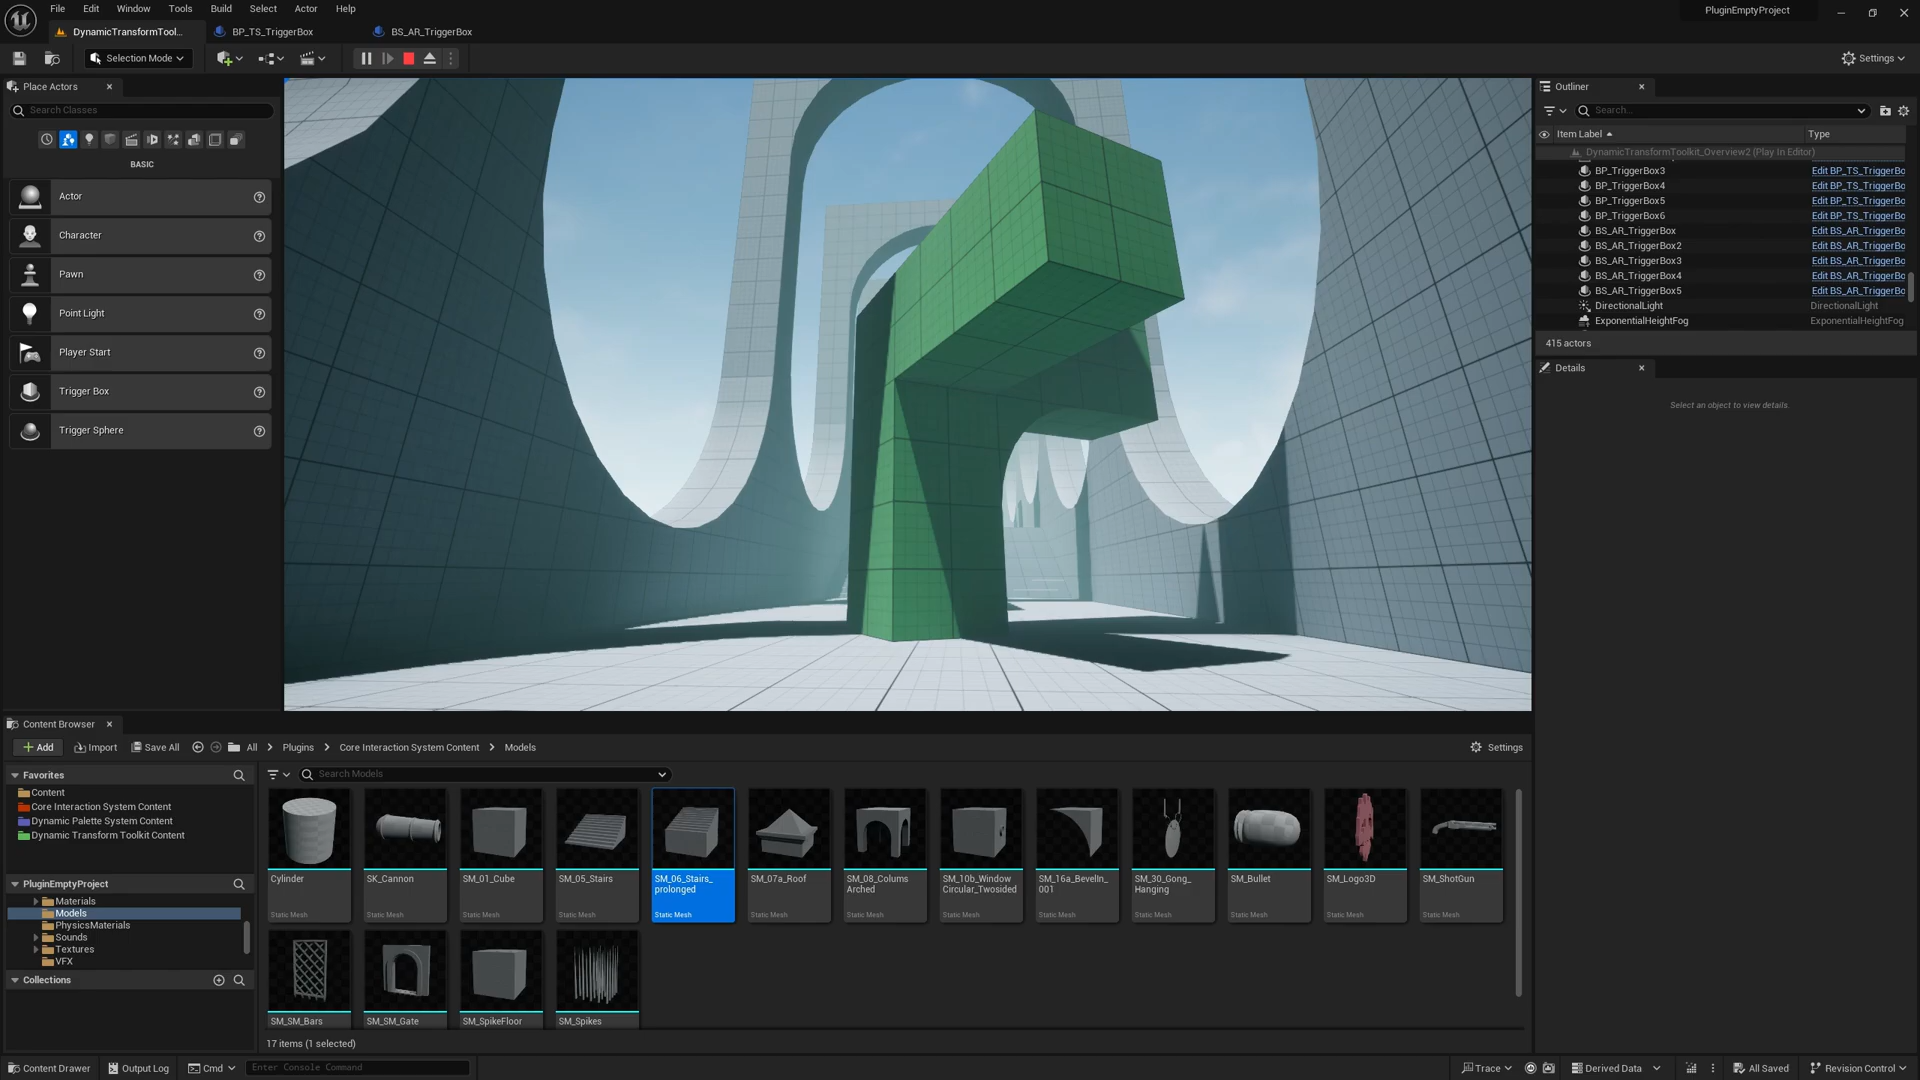 File Edit Window Tools Build Select Actor Help
PluginEmptyProject
DynamicTransformTool...
BP_TS_TriggerBox
BS_AR_TriggerBox
Selection Mode
Settings
Place Actors
Search Classes
BASIC
Actor
Character
Pawn
Point Light
Player Start
Trigger Box
Trigger Sphere
Outliner
Search...
Item Label
Type
DynamicTransformToolkit_Overview2 (Play In Editor)
BP_TriggerBox3 Edit BP_TS_TriggerBo
BP_TriggerBox4 Edit BP_TS_TriggerBo
BP_TriggerBox5 Edit BP_TS_TriggerBo
BP_TriggerBox6 Edit BP_TS_TriggerBo
BS_AR_TriggerBox Edit BS_AR_TriggerBo
BS_AR_TriggerBox2 Edit BS_AR_TriggerBo
BS_AR_TriggerBox3 Edit BS_AR_TriggerBo
BS_AR_TriggerBox4 Edit BS_AR_TriggerBo
BS_AR_TriggerBox5 Edit BS_AR_TriggerBo
DirectionalLight DirectionalLight
ExponentialHeightFog ExponentialHeightFog
415 actors
Details
Select an object to view details.
Content Browser
Add Import Save All All Plugins Core Interaction System Content Models
Settings
Favorites
Content
Core Interaction System Content
Dynamic Palette System Content
Dynamic Transform Toolkit Content
PluginEmptyProject
Materials
Models
PhysicsMaterials
Sounds
Textures
VFX
Collections
Search Models
Cylinder
Static Mesh
SK_Cannon
Static Mesh
SM_01_Cube
Static Mesh
SM_05_Stairs
Static Mesh
SM_06_Stairs_
prolonged
Static Mesh
SM_07a_Roof
Static Mesh
SM_08_Colums
Arched
Static Mesh
SM_10b_Window
Circular_Twosided
Static Mesh
SM_16a_BevelIn_
001
Static Mesh
SM_30_Gong_
Hanging
Static Mesh
SM_Bullet
Static Mesh
SM_Logo3D
Static Mesh
SM_ShotGun
Static Mesh
SM_SM_Bars
SM_SM_Gate
SM_SpikeFloor
SM_Spikes
17 items (1 selected)
Content Drawer Output Log Cmd Enter Console Command
Trace Derived Data All Saved Revision Control